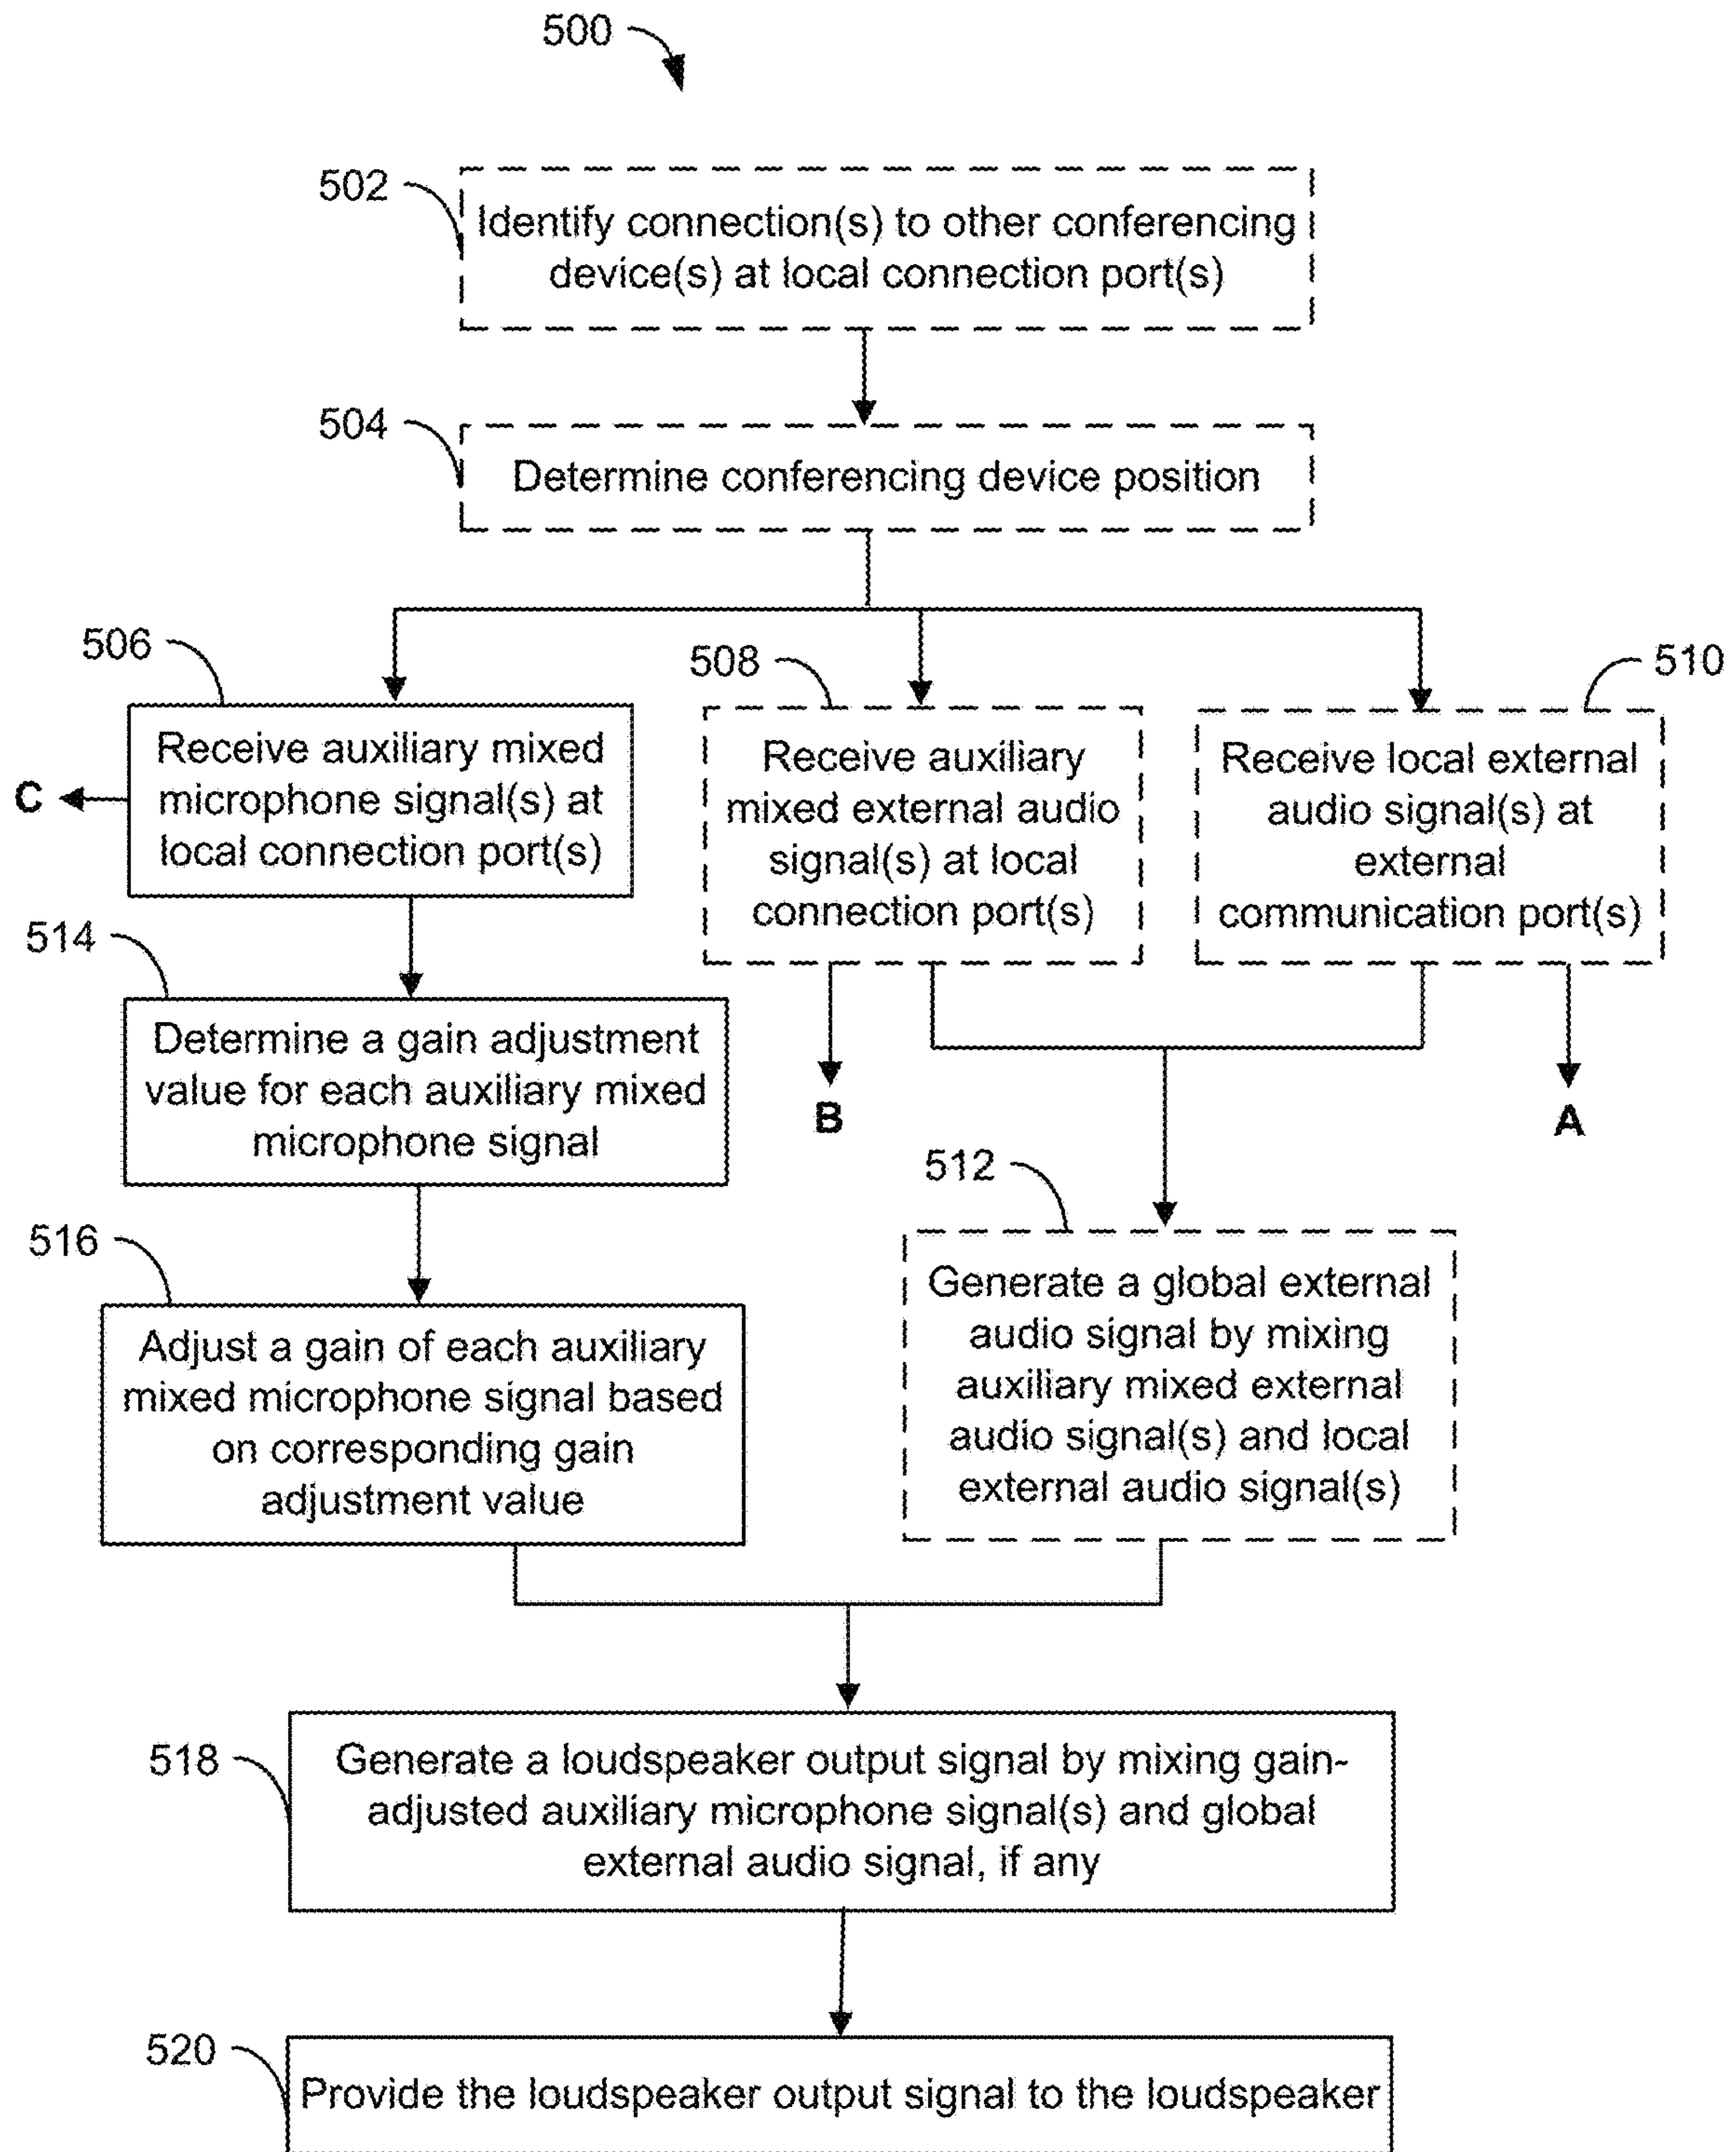 500
502
Identify connection(s) to other conferencing
device(s) at local connection port(s)
504
Determine conferencing device position
506
Receive auxiliary mixed
microphone signal(s) at
local connection port(s)
C
508
Receive auxiliary
mixed external audio
signal(s) at local
connection port(s)
B
510
Receive local external
audio signal(s) at
external
communication port(s)
A
514
Determine a gain adjustment
value for each auxiliary mixed
microphone signal
512
Generate a global external
audio signal by mixing
auxiliary mixed external
audio signal(s) and local
external audio signal(s)
516
Adjust a gain of each auxiliary
mixed microphone signal based
on corresponding gain
adjustment value
518
Generate a loudspeaker output signal by mixing gain-
adjusted auxiliary microphone signal(s) and global
external audio signal, if any
520
Provide the loudspeaker output signal to the loudspeaker